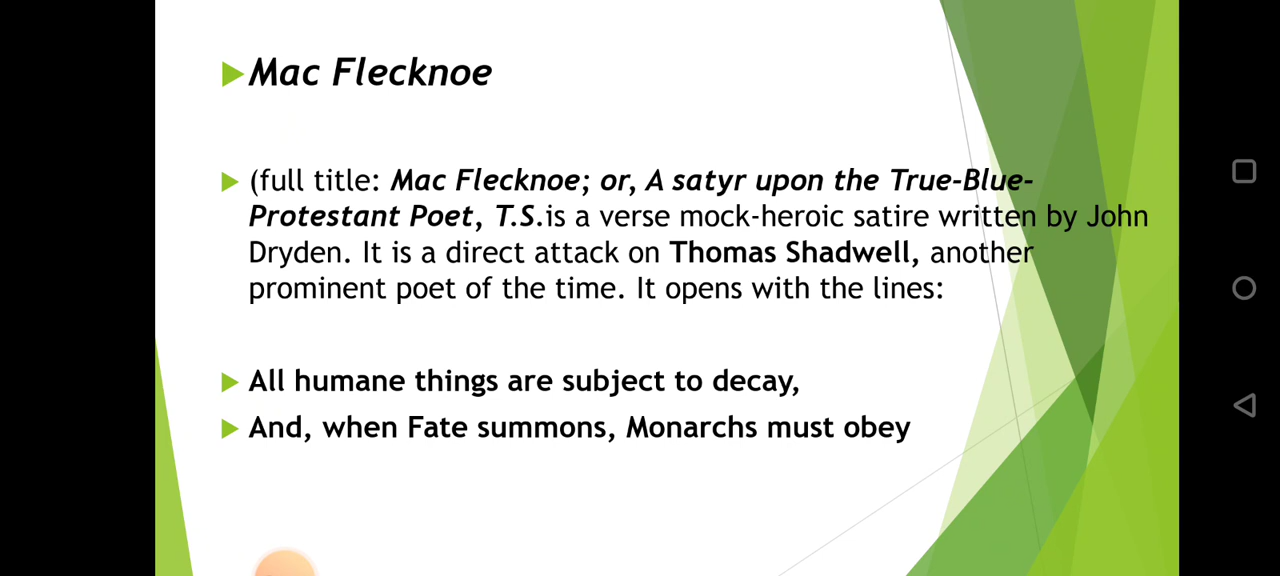 Mac Flecknoe
(full title: Mac Flecknoe; or, A satyr upon the True-Blue-
Protestant Poet, T.S.is a verse mock-heroic satire written by John
Dryden. It is a direct attack on Thomas Shadwell, another
prominent poet of the time. It opens with the lines:
All humane things are subject to decay,
And, when Fate summons, Monarchs must obey